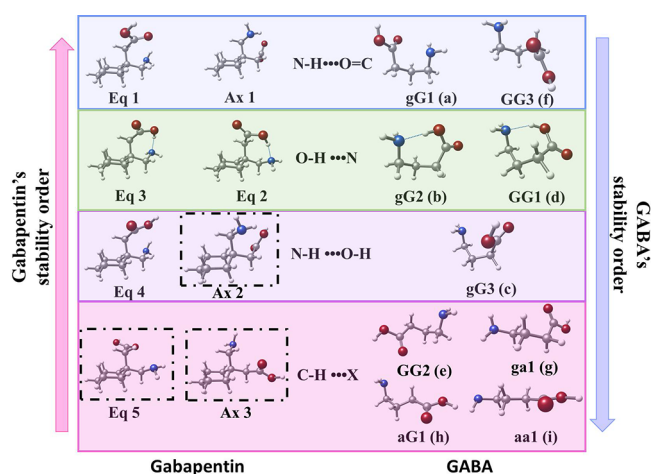 Gabapentin's
stability order
Eq 1
Ax 1
N-H•••O=C
gG1 (a)
GG3 (f)
Eq 3
Eq 2
O-H •••N
gG2 (b)
GG1 (d)
Eq 4
Ax 2
N-H •••O-H
gG3 (c)
Eq 5
Ax 3
C-H •••X
GG2 (e)
ga1 (g)
aG1 (h)
aa1 (i)
GABA's
stability order
Gabapentin
GABA